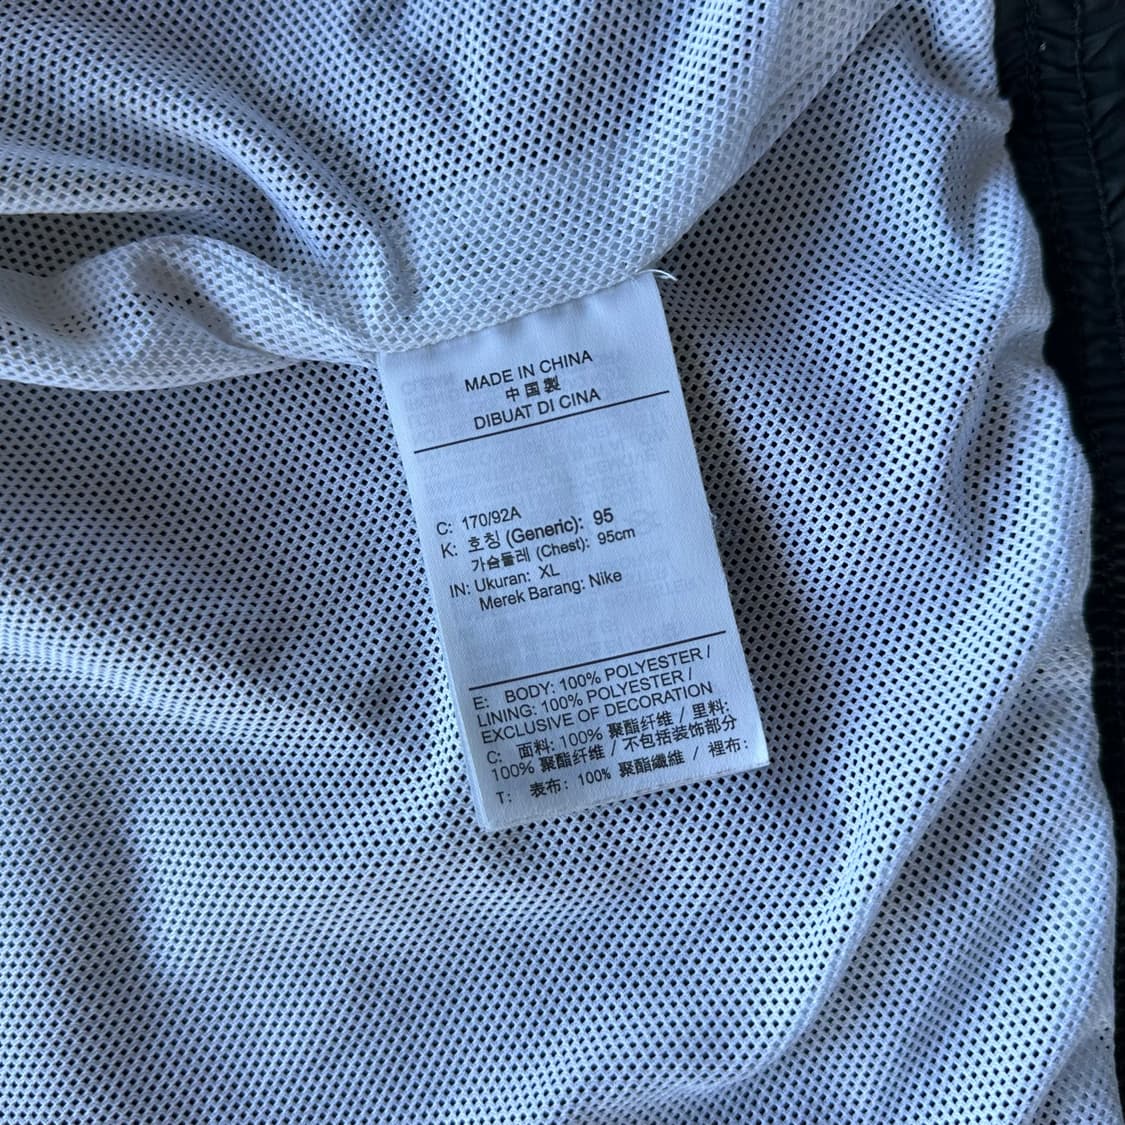 MADE IN CHINA
中国製
DIBUAT DI CINA
C: 170/92A
K: 호칭 (Generic): 95
가슴둘레 (Chest): 95cm
IN: Ukuran: XL
Merek Barang: Nike
E: BODY: 100% POLYESTER /
LINING: 100% POLYESTER /
EXCLUSIVE OF DECORATION
C: 面料: 100% 聚酯纤维 / 里料:
100% 聚酯纤维 / 不包括装饰部分
T: 表布: 100% 聚酯纖維 / 裡布: